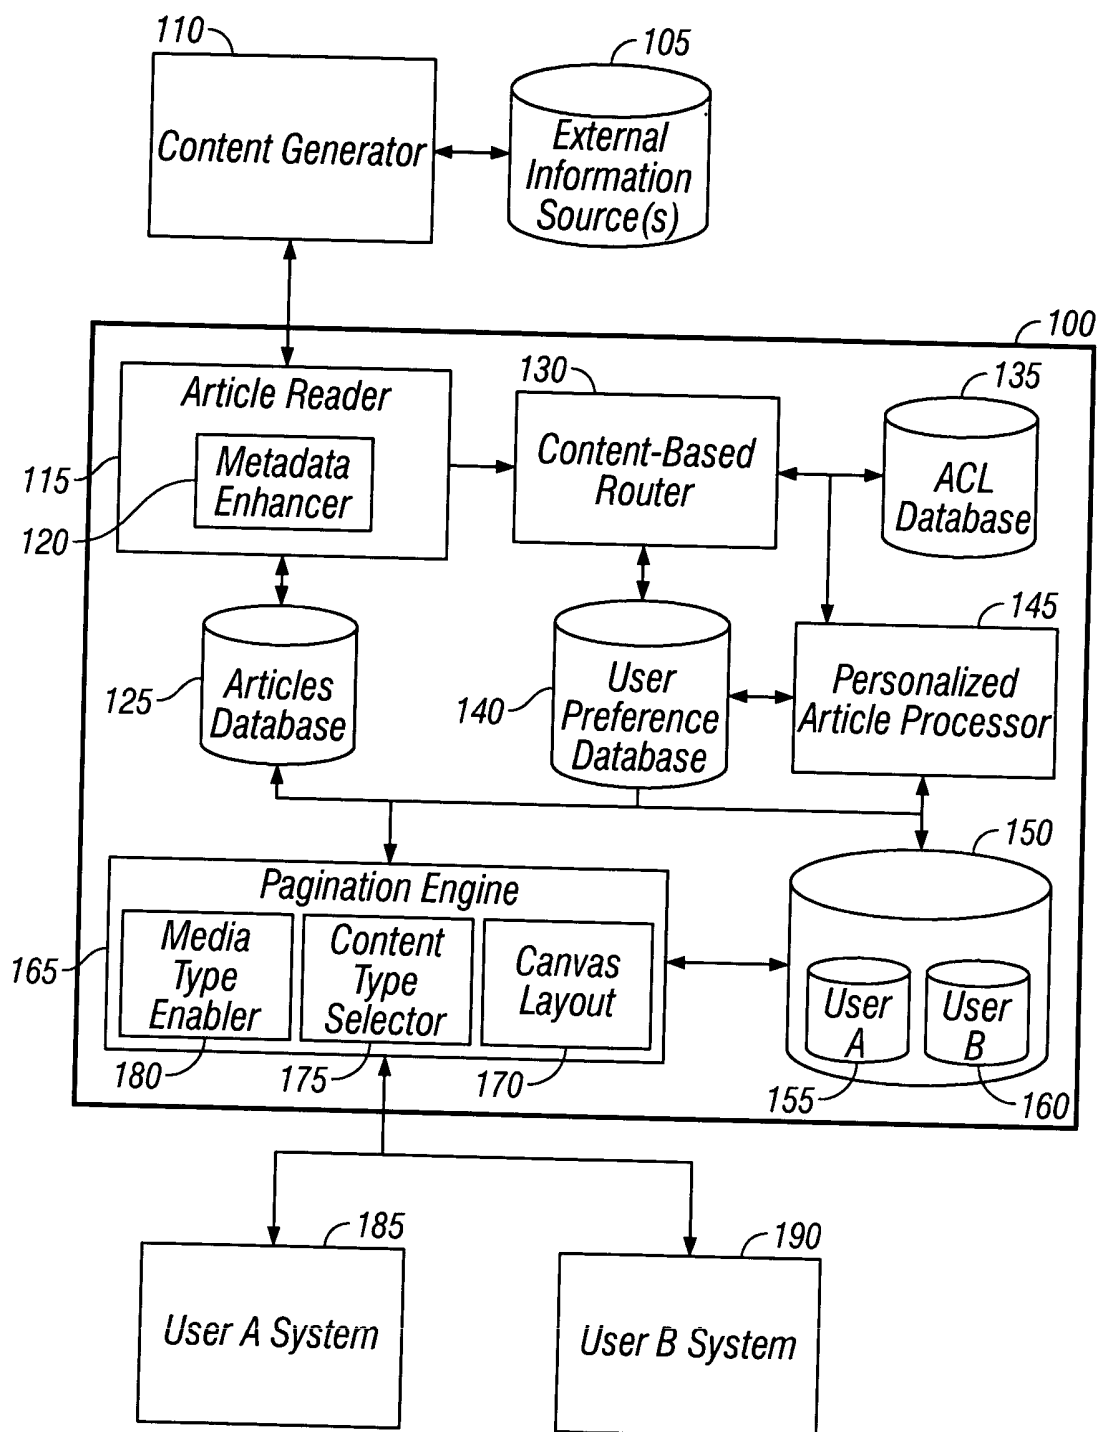 110
105
Content Generator
External
Information
Source(s)
100
Article Reader
130
135
115
Metadata
Enhancer
120
Content-Based
Router
ACL
Database
145
125
Articles
Database
140
User
Preference
Database
Personalized
Article Processor
150
Pagination Engine
165
Media
Type
Enabler
Content
Type
Selector
Canvas
Layout
User
A
User
B
180
175
170
155
160
185
190
User A System
User B System